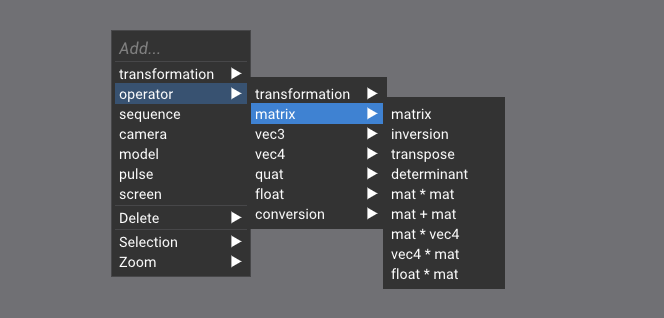 Add...
transformation
operator
sequence
camera
model
pulse
screen
Delete
Selection
Zoom
transformation
matrix
vec3
vec4
quat
float
conversion
matrix
inversion
transpose
determinant
mat * mat
mat + mat
mat * vec4
vec4 * mat
float * mat